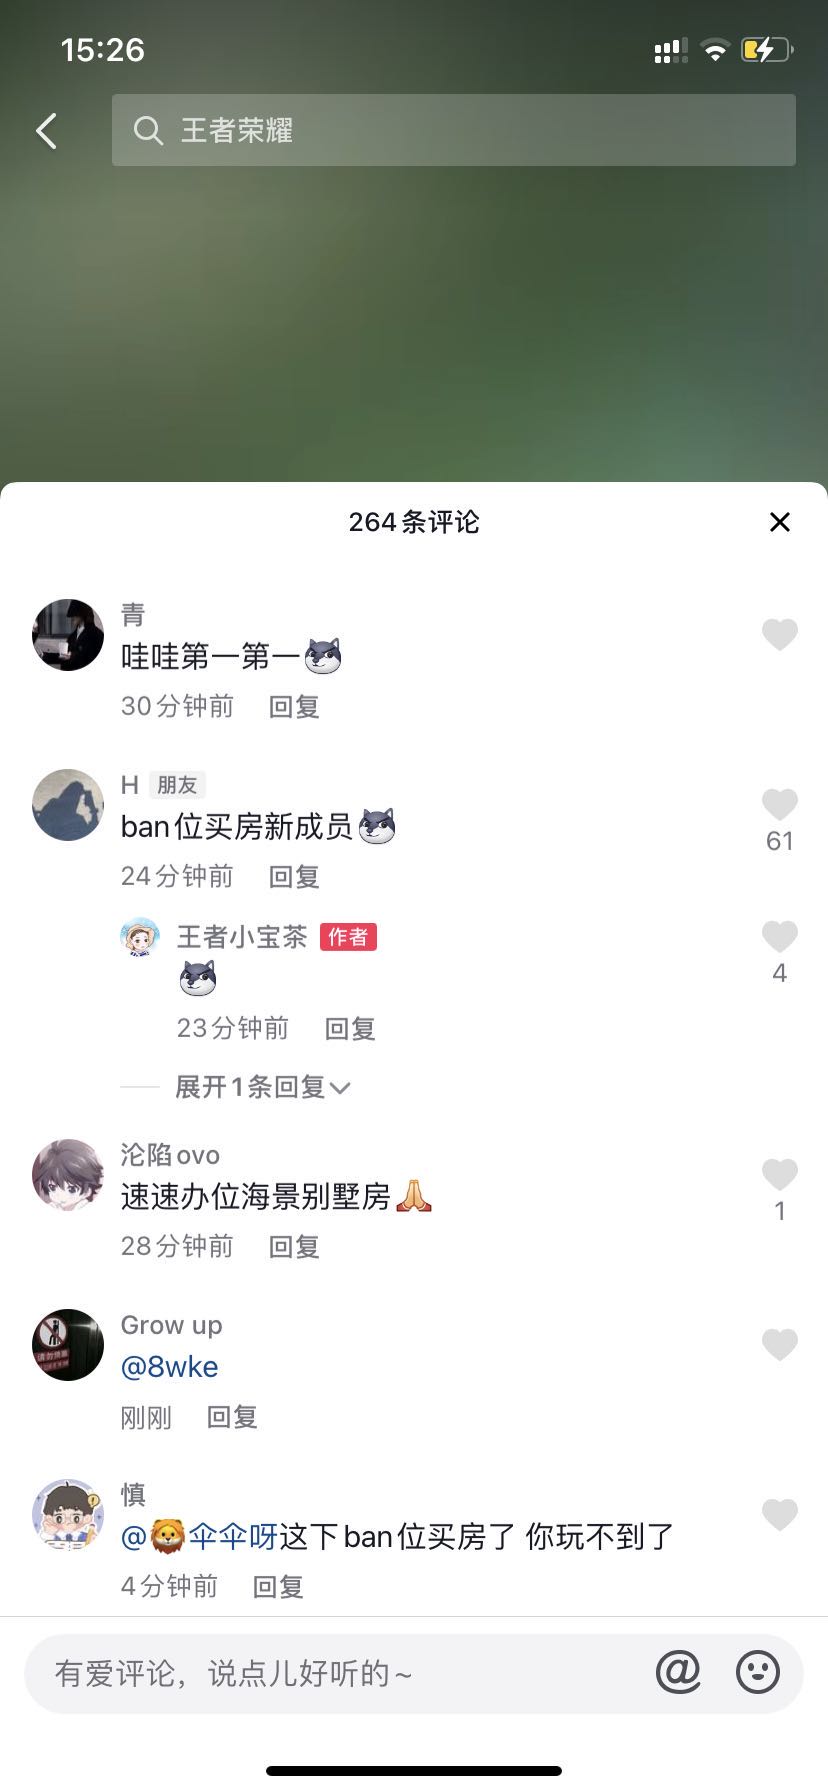 15:26
王者荣耀
264条评论
青
哇哇第一第一
30分钟前 回复
H 朋友
ban位买房新成员
61
24分钟前 回复
王者小宝茶 作者
4
23分钟前 回复
展开1条回复
沦陷ovo
速速办位海景别墅房🙏
1
28分钟前 回复
Grow up
@8wke
刚刚 回复
慎
@🦁伞伞呀这下ban位买房了 你玩不到了
4分钟前 回复
有爱评论，说点儿好听的~